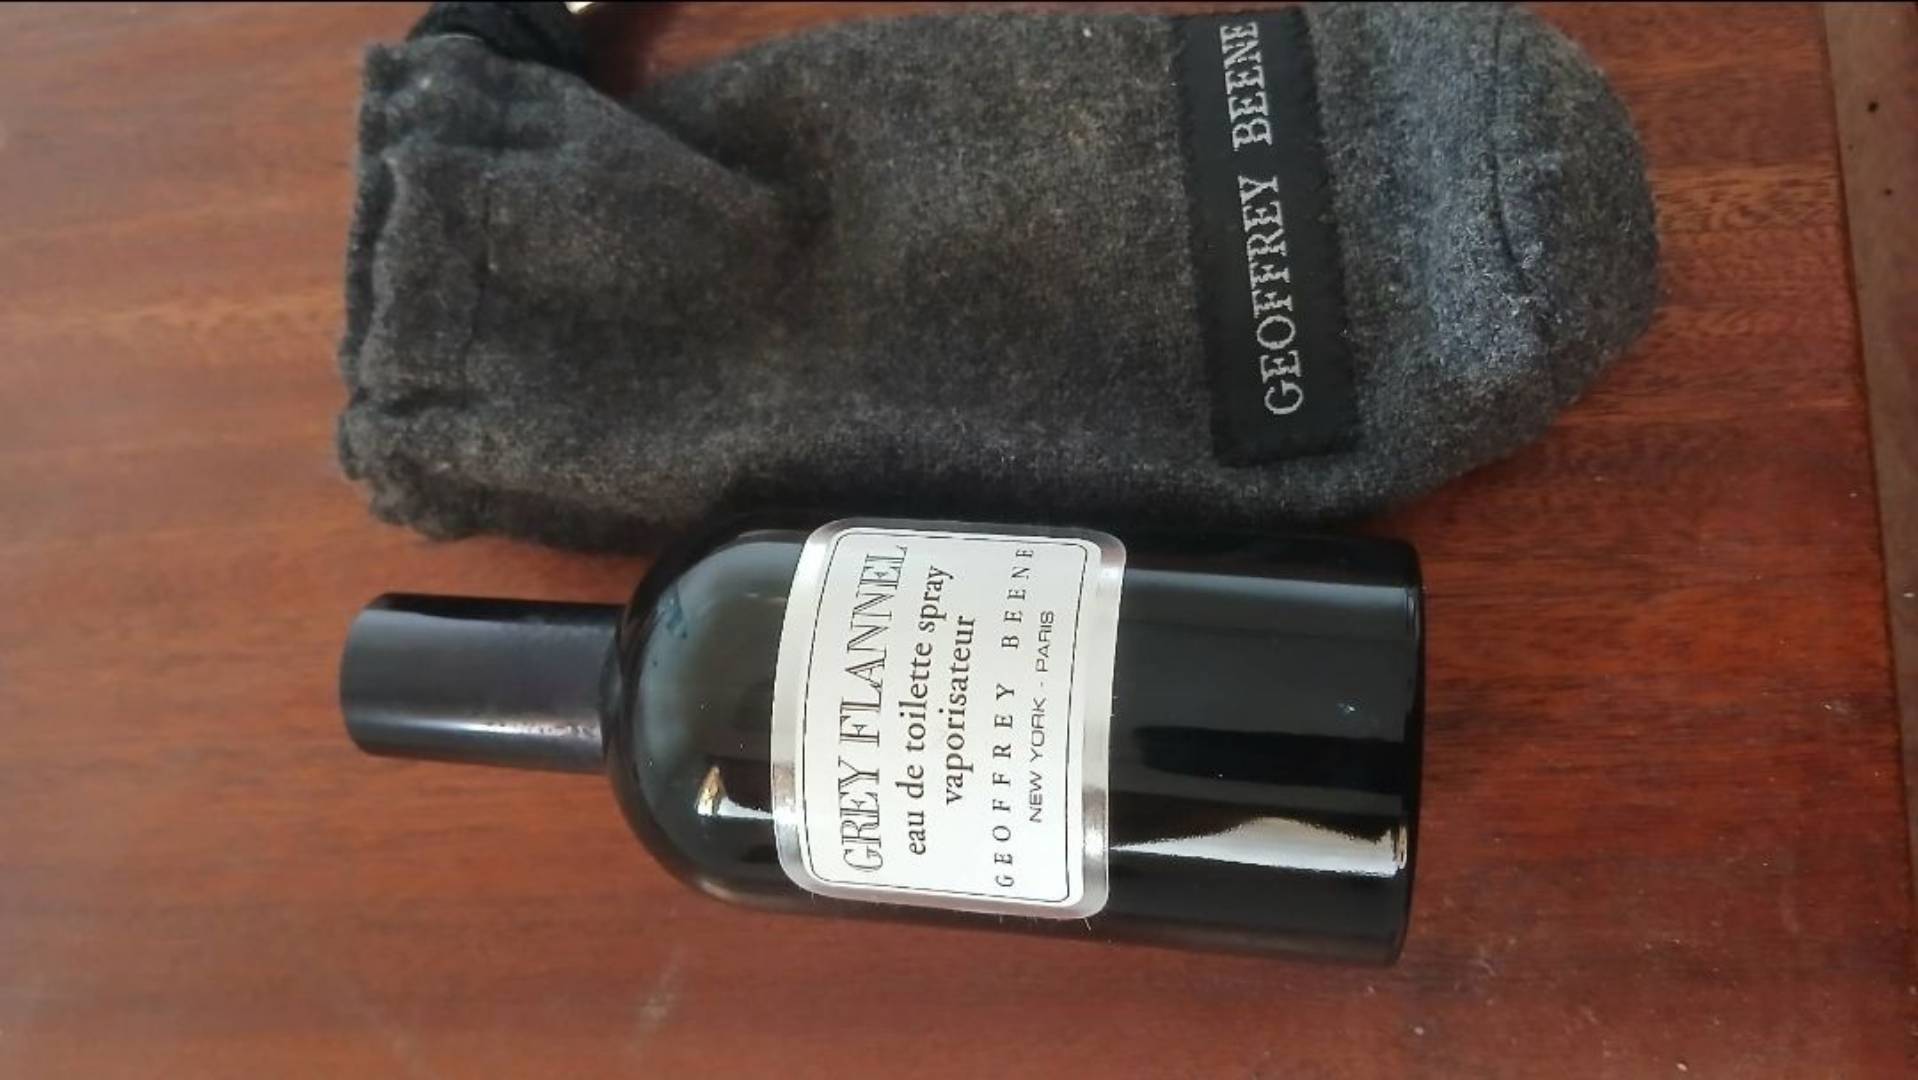 GEOFFREY BEENE
GREY FLANNEL
eau de toilette spray
vaporisateur
GEOFFREY BEENE
NEW YORK - PARIS